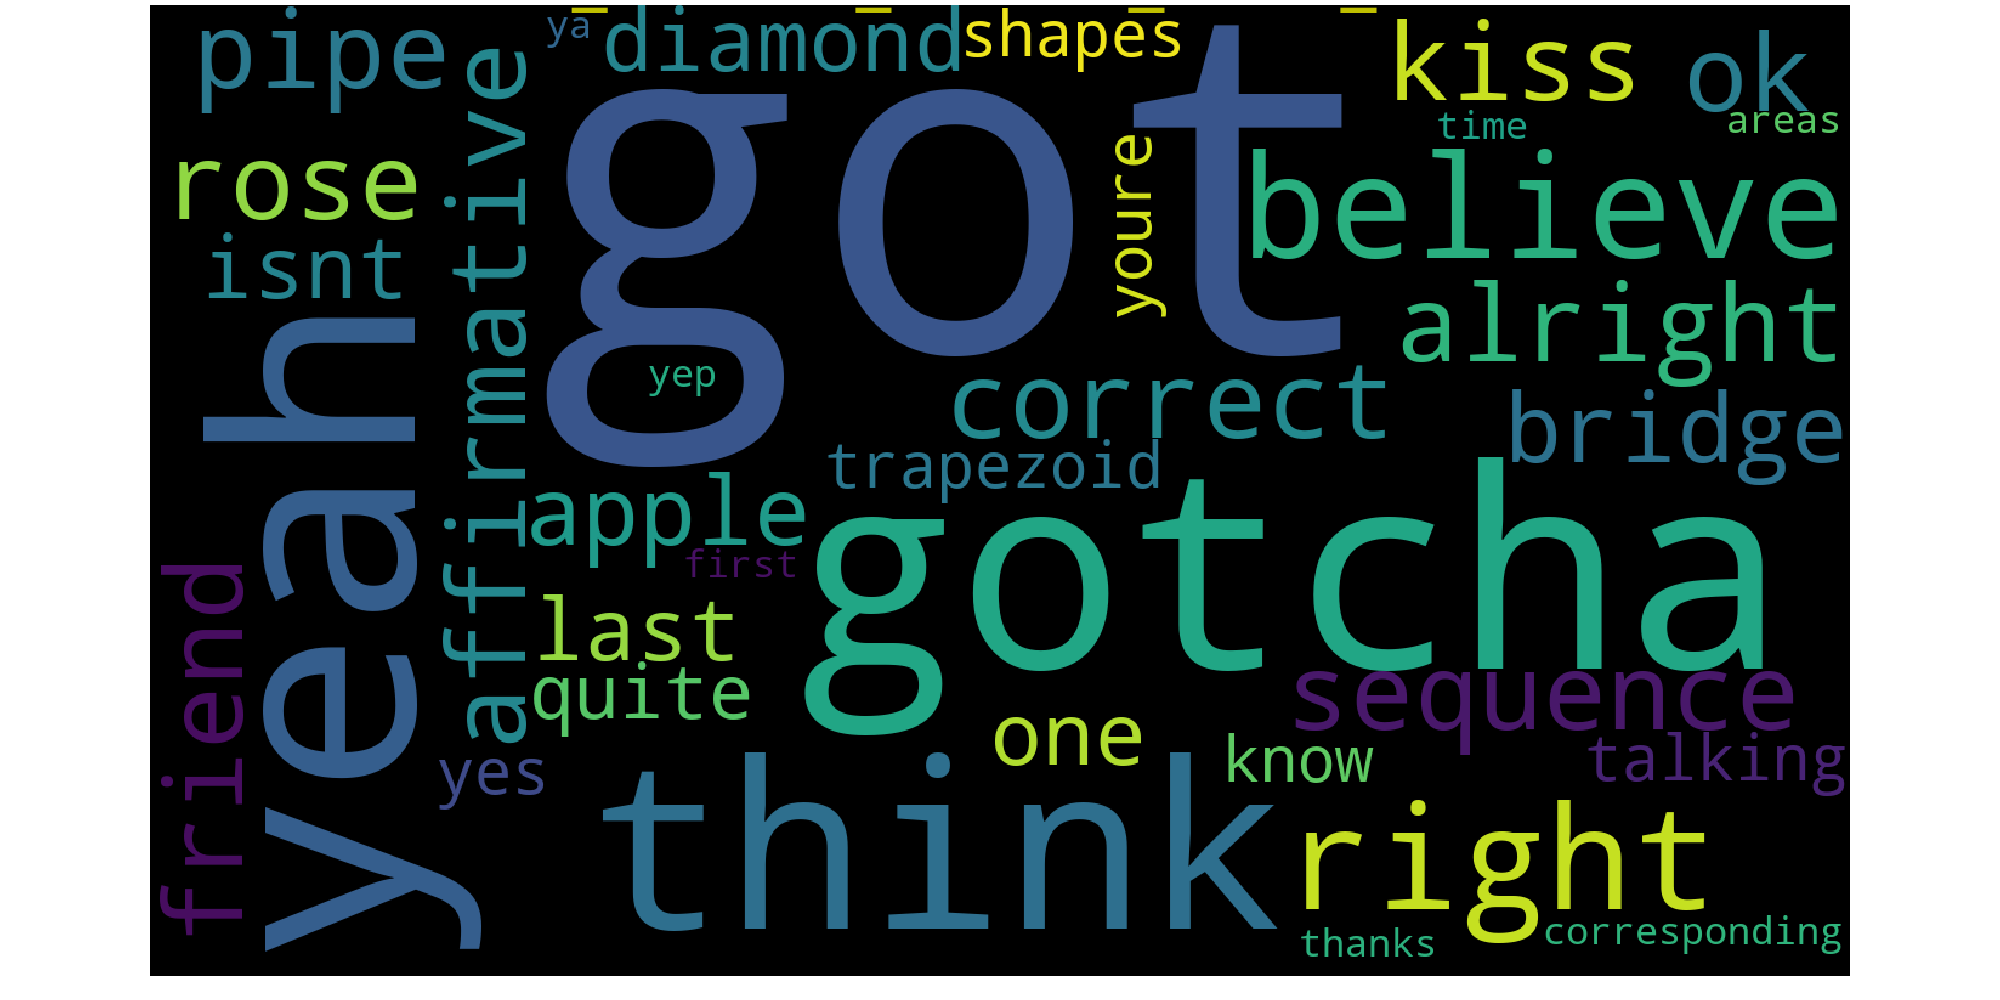 pipe
ya
diamond
shapes
kiss
ok
time
areas
rose
affirmative
got
youre
believe
isnt
alright
yeah
yep
correct
bridge
trapezoid
apple
gotcha
first
friend
last
quite
sequence
one
know
talking
yes
think
right
thanks
corresponding